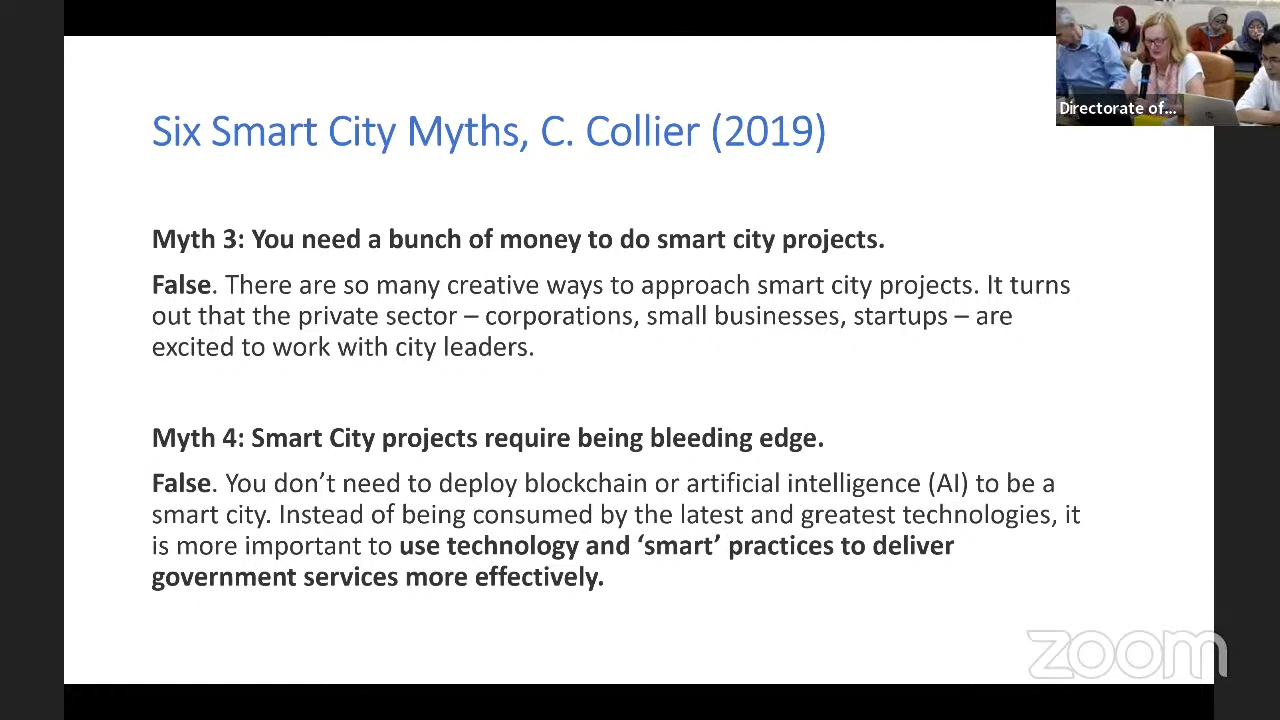 Six Smart City Myths, C. Collier (2019)
Directorate of...
Myth 3: You need a bunch of money to do smart city projects.
False. There are so many creative ways to approach smart city projects. It turns
out that the private sector – corporations, small businesses, startups – are
excited to work with city leaders.
Myth 4: Smart City projects require being bleeding edge.
False. You don’t need to deploy blockchain or artificial intelligence (AI) to be a
smart city. Instead of being consumed by the latest and greatest technologies, it
is more important to use technology and ‘smart’ practices to deliver
government services more effectively.
zoom